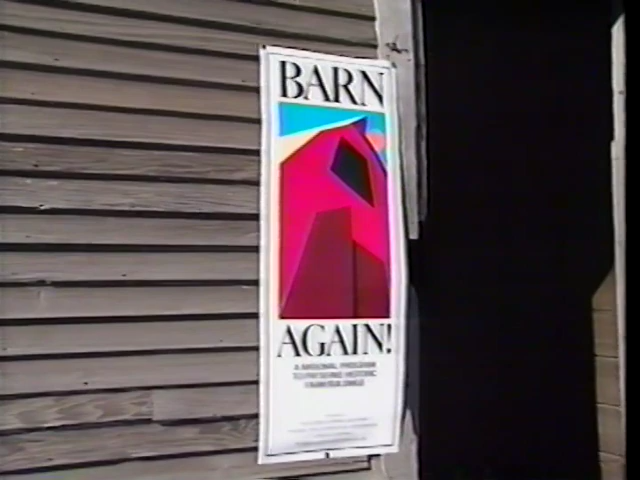 BARN
AGAIN!
A NATIONAL PROGRAM
TO PRESERVE HISTORIC
FARM BUILDINGS